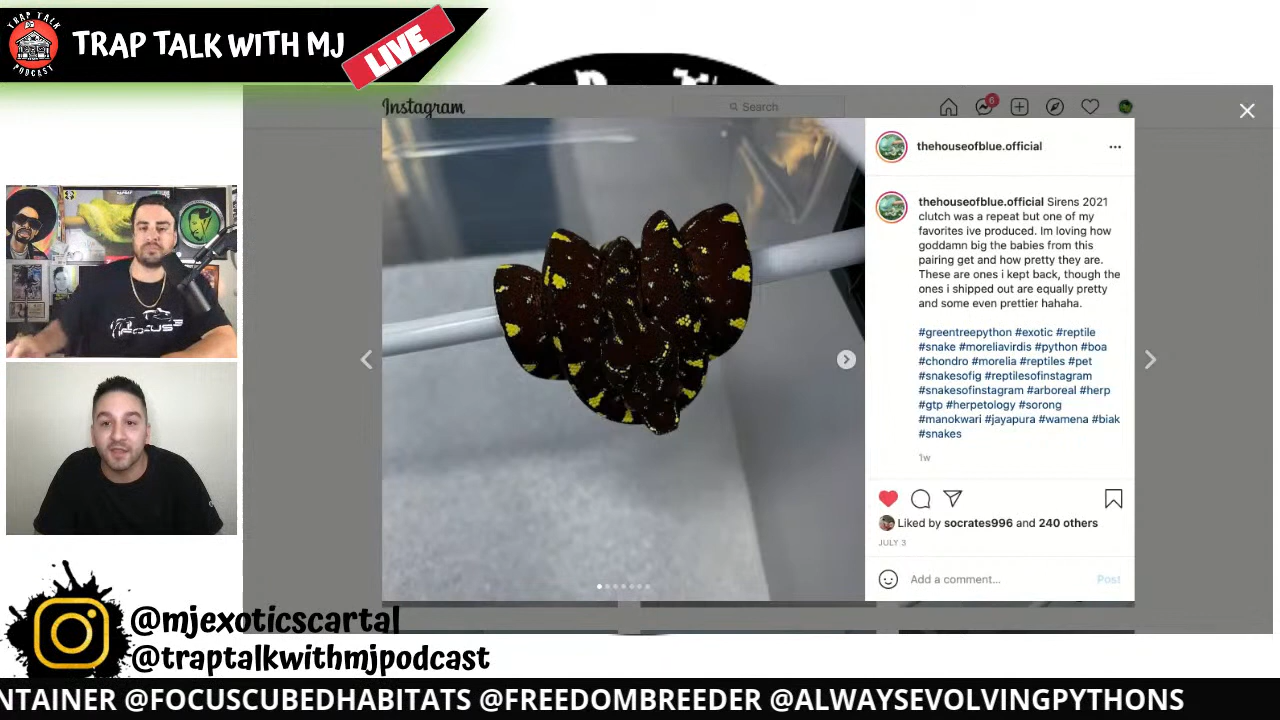 TRAP TALK
PODCAST
TRAP TALK WITH MJ
LIVE
Instagram
Search
6
thehouseofblue.official
thehouseofblue.official Sirens 2021
clutch was a repeat but one of my
favorites ive produced. Im loving how
goddamn big the babies from this
pairing get and how pretty they are.
These are ones i kept back, though the
ones i shipped out are equally pretty
and some even prettier hahaha.
#greentreepython #exotic #reptile
#snake #moreliavirdis #python #boa
#chondro #morelia #reptiles #pet
#snakesofig #reptilesofinstagram
#snakesofinstagram #arboreal #herp
#gtp #herpetology #sorong
#manokwari #jayapura #wamena #biak
#snakes
1w
Liked by socrates996 and 240 others
JULY 3
Add a comment...
Post
@mjexoticscartal
@traptalkwithmjpodcast
NTAINER @FOCUSCUBEDHABITATS @FREEDOMBREEDER @ALWAYSEVOLVINGPYTHONS